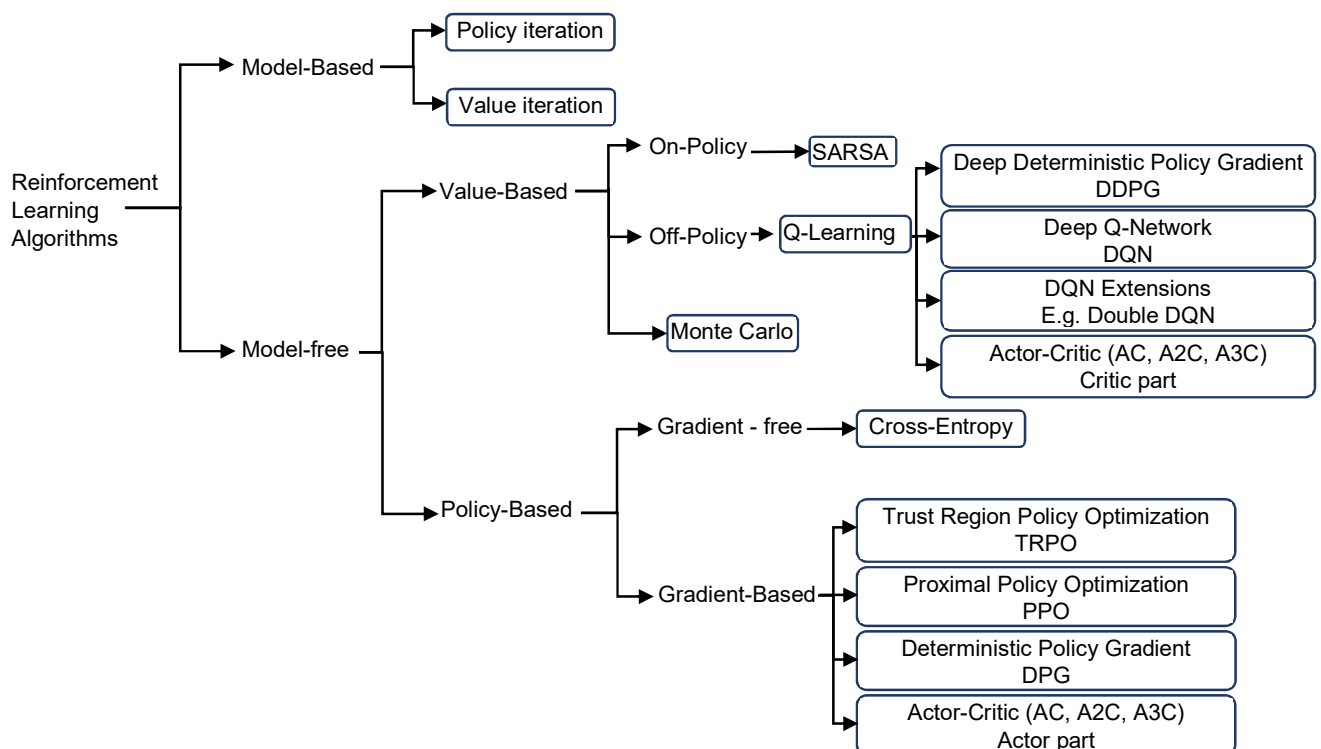 Policy iteration
Model-Based
Value iteration
On-Policy
SARSA
Deep Deterministic Policy Gradient
DDPG
Reinforcement
Learning
Algorithms
Value-Based
Off-Policy
Q-Learning
Deep Q-Network
DQN
DQN Extensions
E.g. Double DQN
Monte Carlo
Model-free
Actor-Critic (AC, A2C, A3C)
Critic part
Gradient - free
Cross-Entropy
Policy-Based
Trust Region Policy Optimization
TRPO
Gradient-Based
Proximal Policy Optimization
PPO
Deterministic Policy Gradient
DPG
Actor-Critic (AC, A2C, A3C)
Actor part